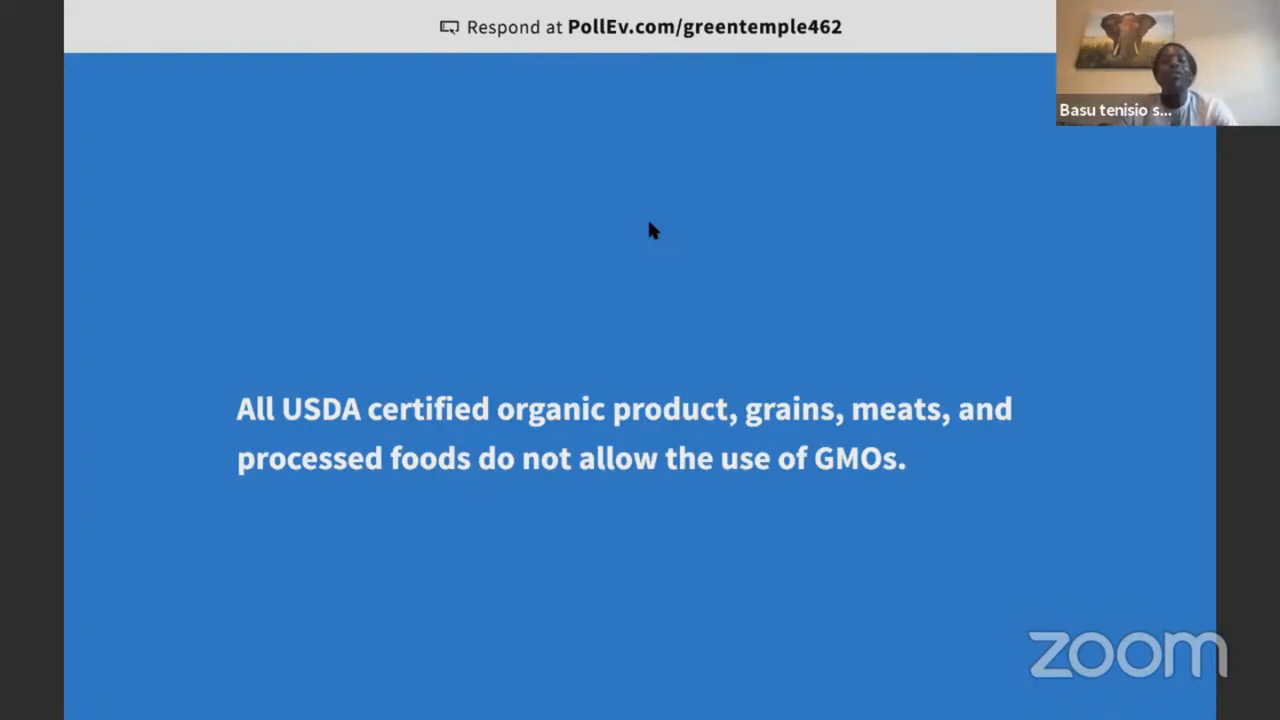 Respond at PollEv.com/greentemple462
Basu tenisio s...
All USDA certified organic product, grains, meats, and
processed foods do not allow the use of GMOs.
zoom